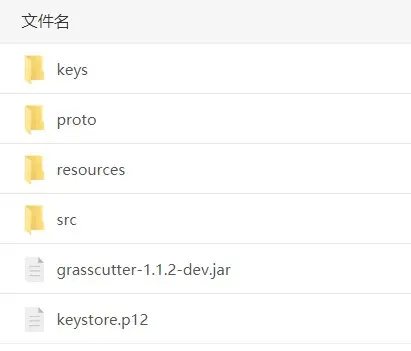 文件名
keys
proto
resources
src
grasscutter-1.1.2-dev.jar
keystore.p12